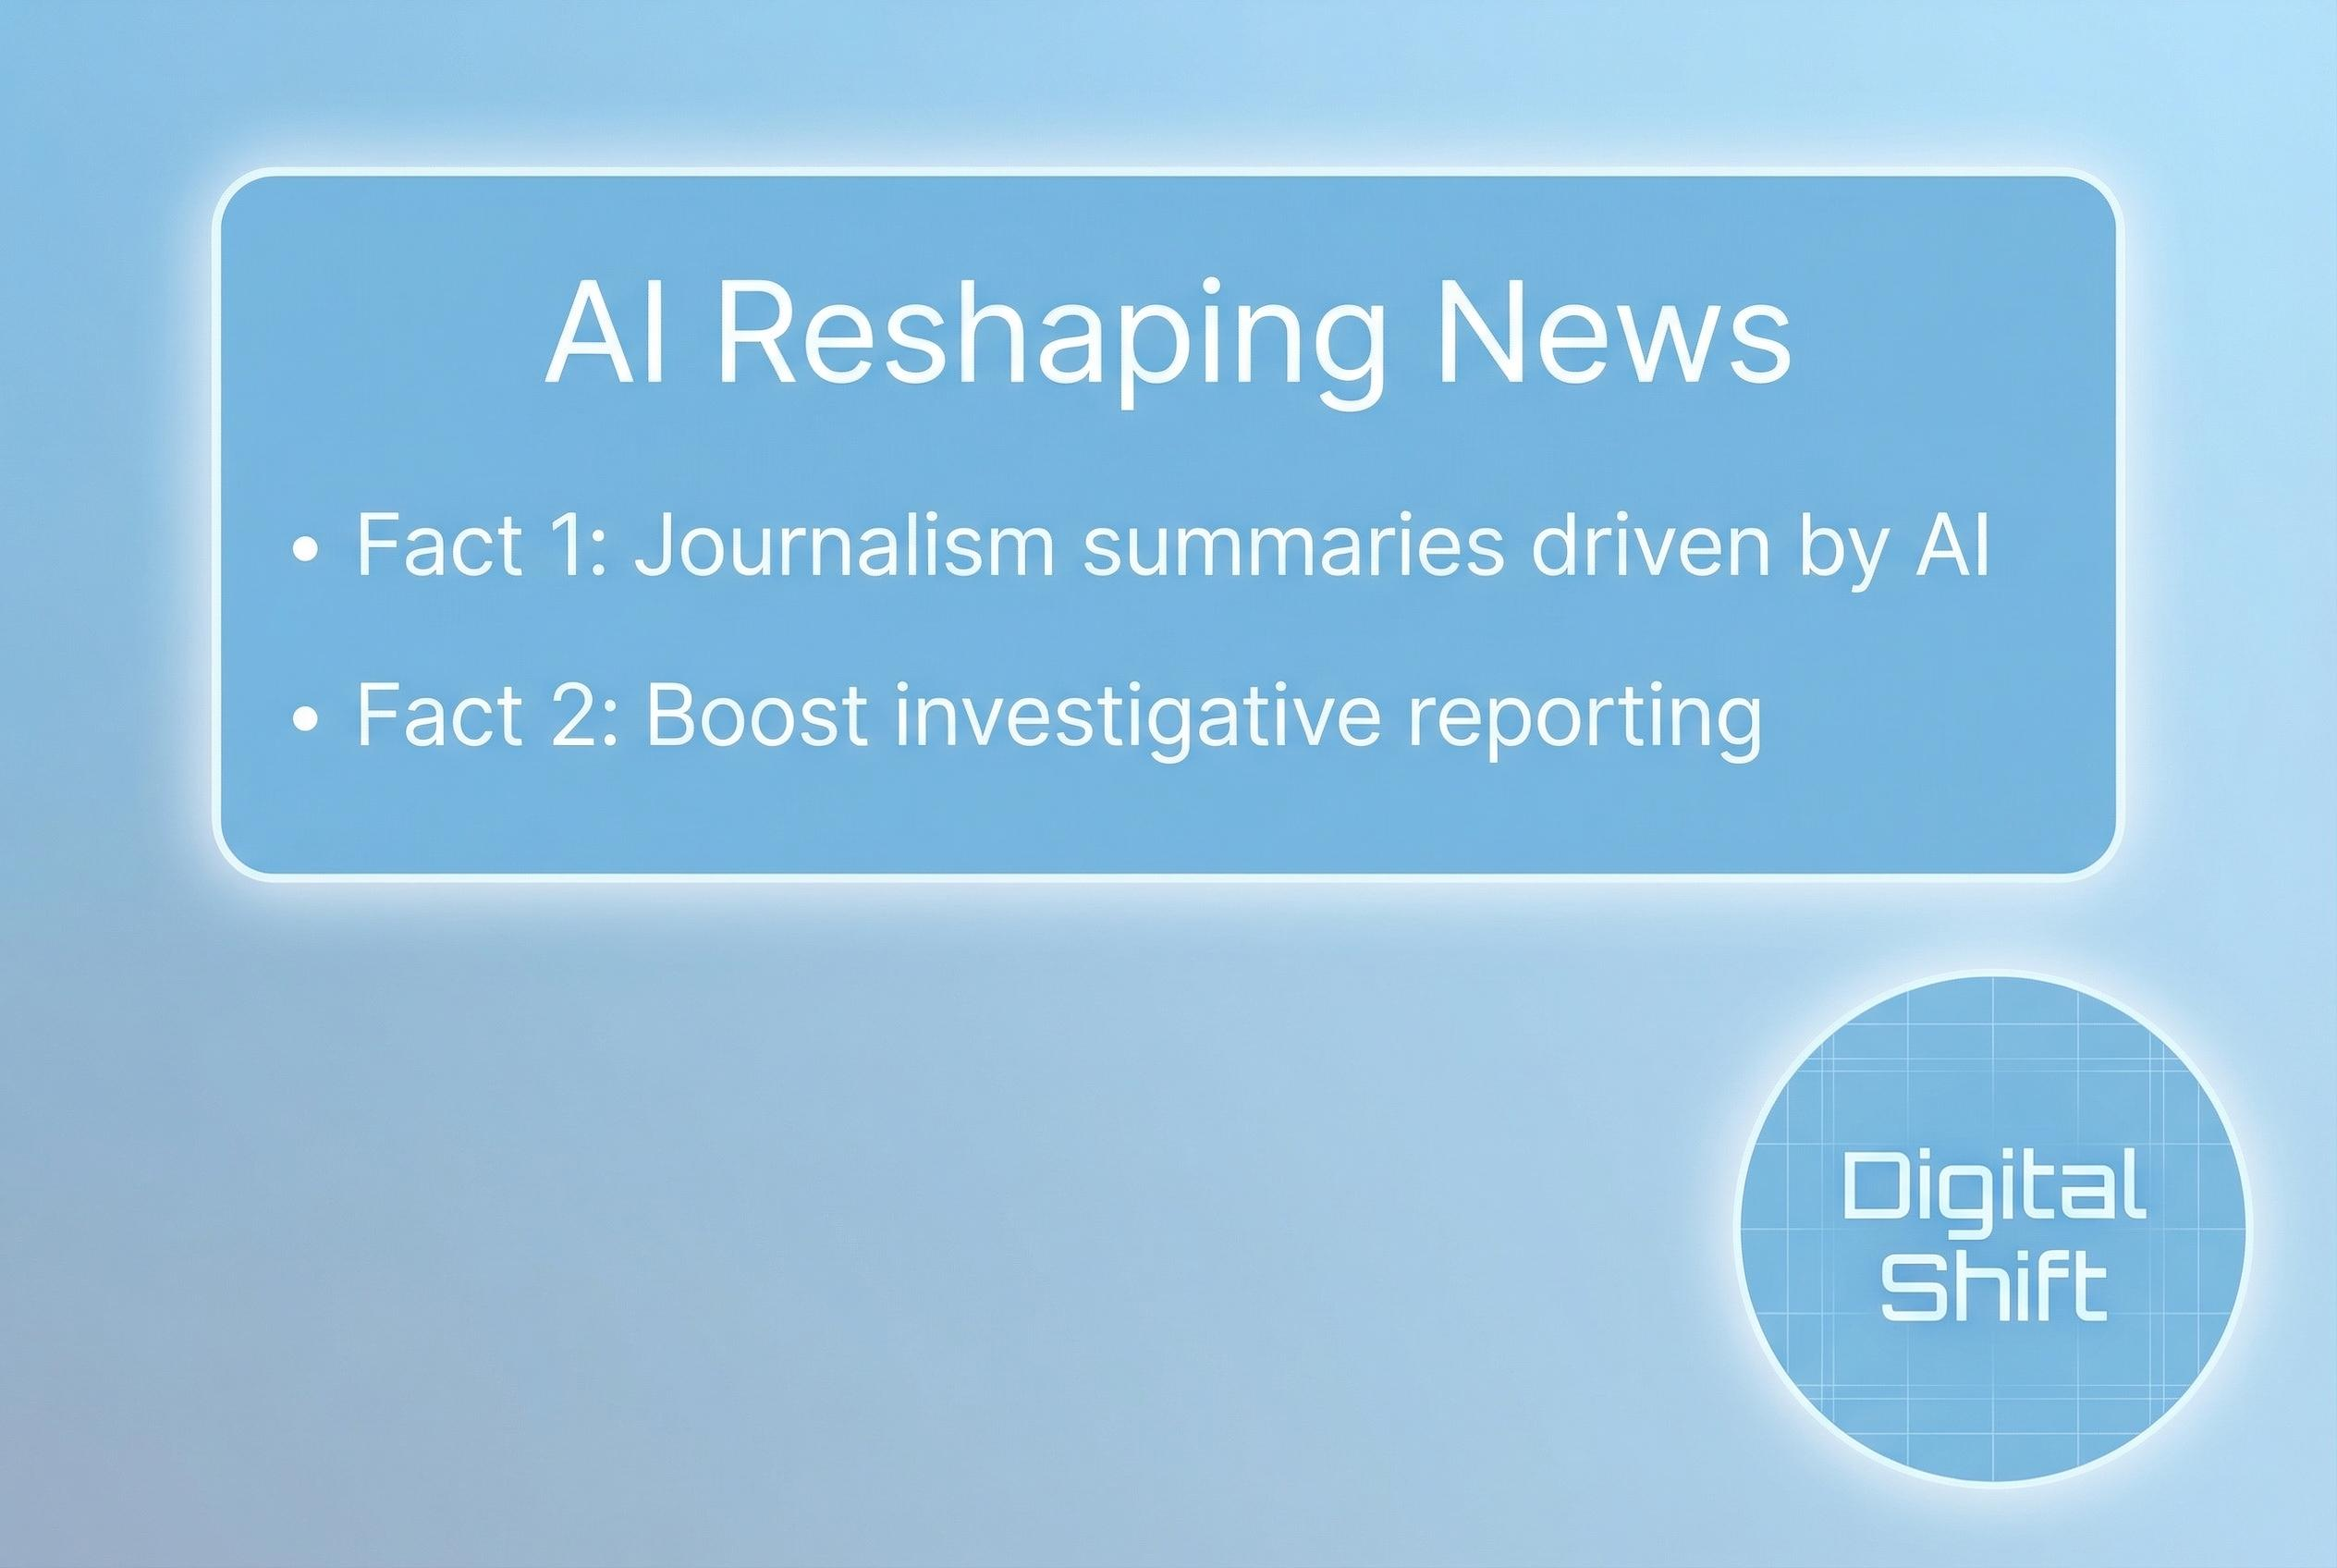 AI Reshaping News
• Fact 1: Journalism summaries driven by AI
• Fact 2: Boost investigative reporting
Digital
Shift